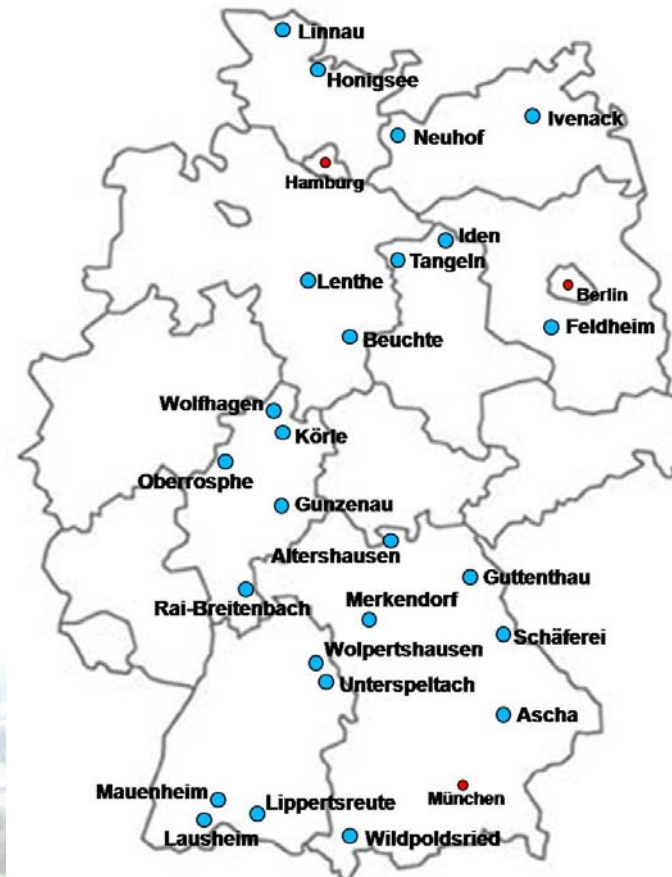 Linnau
Honigsee
Ivenack
Neuhof
Hamburg
Iden
Tangeln
Lenthe
Berlin
Feldheim
Beuchte
Wolfhagen
Körle
Oberrosphe
Gunzenau
Altershausen
Guttenthau
Rai-Breitenbach
Merkendorf
Schäferei
Wolpertshausen
Unterspeltach
Ascha
Mauenheim
Lippertsreute
München
Lausheim
Wildpoldsried